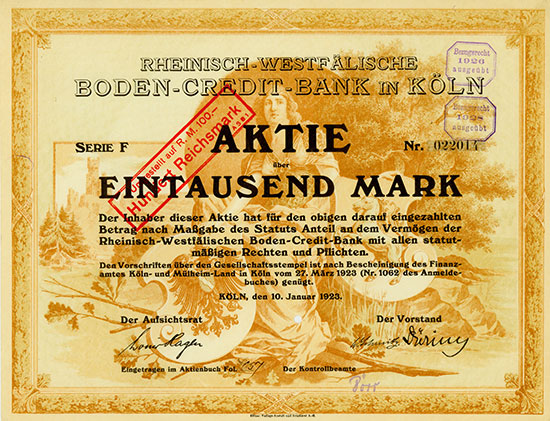 RHEINISCH-WESTFÄLISCHE
BODEN-CREDIT-BANK IN KÖLN
Bezugsrecht
1926
ausgeübt
Bezugsrecht
1928
ausgeübt
auf R.M. 100.-
Hundert Reichsmark
AKTIE
SERIE F
Nr. 022014
über
EINTAUSEND MARK
Der Inhaber dieser Aktie hat für den obigen darauf eingezahlten
Betrag nach Maßgabe des Statuts Anteil an dem Vermögen der
Rheinisch-Westfälischen Boden-Credit-Bank mit allen statut-
mäßigen Rechten und Pflichten.
Den Vorschriften über den Gesellschaftsstempel ist nach Bescheinigung des Finanz-
amtes Köln- und Mülheim-Land in Köln vom 27. März 1923 (Nr. 1062 des Anmelde-
buches) genügt.
KÖLN, den 10. Januar 1923.
Der Aufsichtsrat
Der Vorstand
Louis Hagen
Düring
Eingetragen im Aktienbuch Fol.
Der Kontrollbeamte